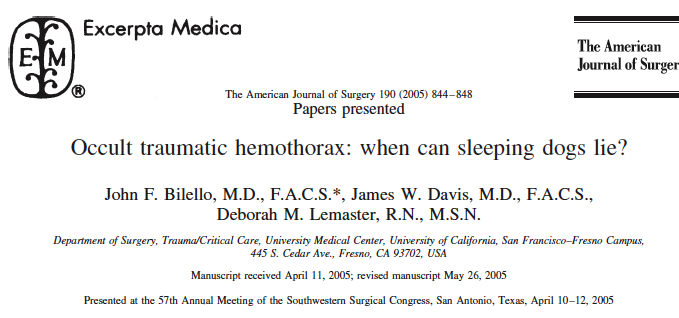 E M ®
Excerpta Medica
The American
Journal of Surger
The American Journal of Surgery 190 (2005) 844–848
Papers presented
Occult traumatic hemothorax: when can sleeping dogs lie?
John F. Bilello, M.D., F.A.C.S.*, James W. Davis, M.D., F.A.C.S.,
Deborah M. Lemaster, R.N., M.S.N.
Department of Surgery, Trauma/Critical Care, University Medical Center, University of California, San Francisco–Fresno Campus,
445 S. Cedar Ave., Fresno, CA 93702, USA
Manuscript received April 11, 2005; revised manuscript May 26, 2005
Presented at the 57th Annual Meeting of the Southwestern Surgical Congress, San Antonio, Texas, April 10–12, 2005